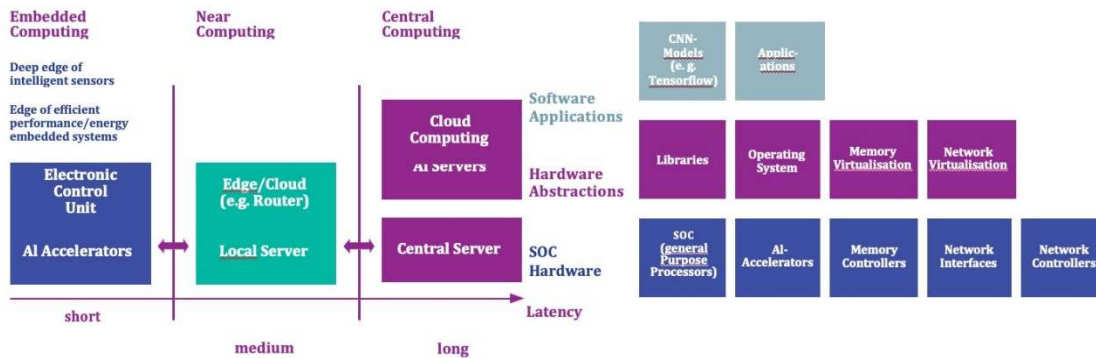 Embedded
Computing
Near
Computing
Central
Computing
Deep edge of
intelligent sensors
Edge of efficient
performance/energy
embedded systems
Electronic
Control
Unit
AI Accelerators
Edge/Cloud
(e.g. Router)
Local Server
Cloud
Computing
AI Servers
Central Server
short
medium
long
Latency
Software
Applications
Hardware
Abstractions
SOC
Hardware
CNN-
Models
(e. g.
Tensorflow)
Applic-
ations
Libraries
Operating
System
Memory
Virtualisation
Network
Virtualisation
SOC
(general
Purpose
Processors)
AI-
Accelerators
Memory
Controllers
Network
Interfaces
Network
Controllers